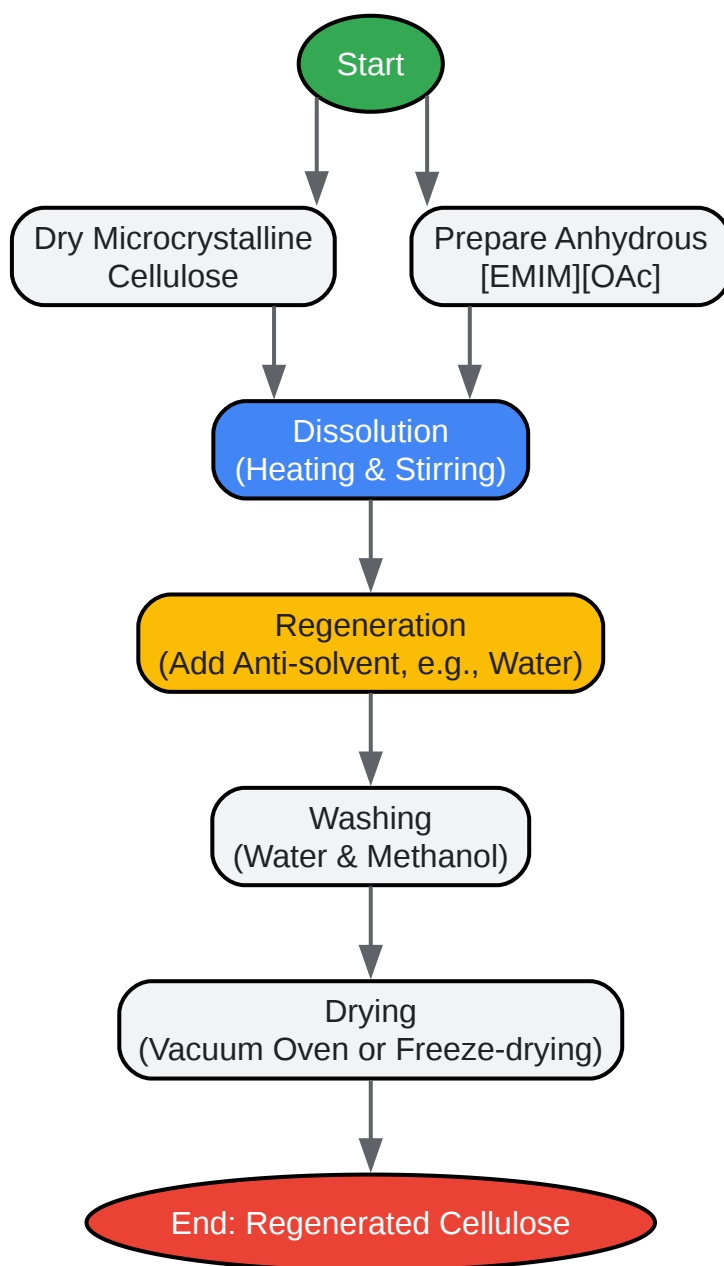 Start
Dry Microcrystalline
Cellulose
Prepare Anhydrous
[EMIM][OAc]
Dissolution
(Heating & Stirring)
Regeneration
(Add Anti-solvent, e.g., Water)
Washing
(Water & Methanol)
Drying
(Vacuum Oven or Freeze-drying)
End: Regenerated Cellulose